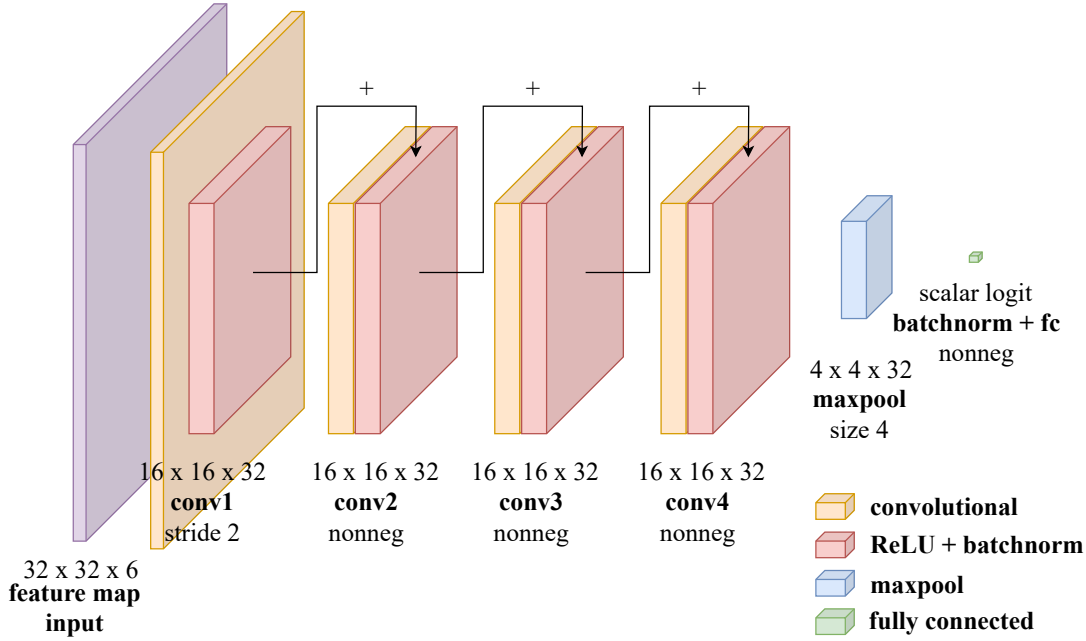 +
+
+
32 x 32 x 6
feature map
input
16 x 16 x 32
conv1
stride 2
16 x 16 x 32
conv2
nonneg
16 x 16 x 32
conv3
nonneg
16 x 16 x 32
conv4
nonneg
4 x 4 x 32
maxpool
size 4
scalar logit
batchnorm + fc
nonneg
convolutional
ReLU + batchnorm
maxpool
fully connected